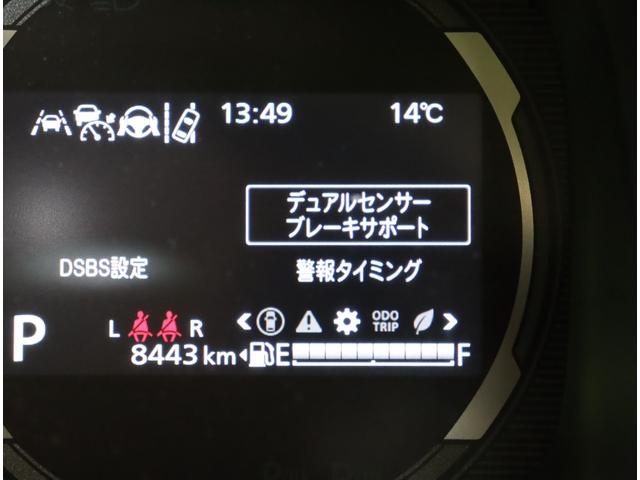 13:49 14℃
デュアルセンサー
ブレーキサポート
DSBS設定
警報タイミング
ODO
TRIP
P
L R
8443 km
E F